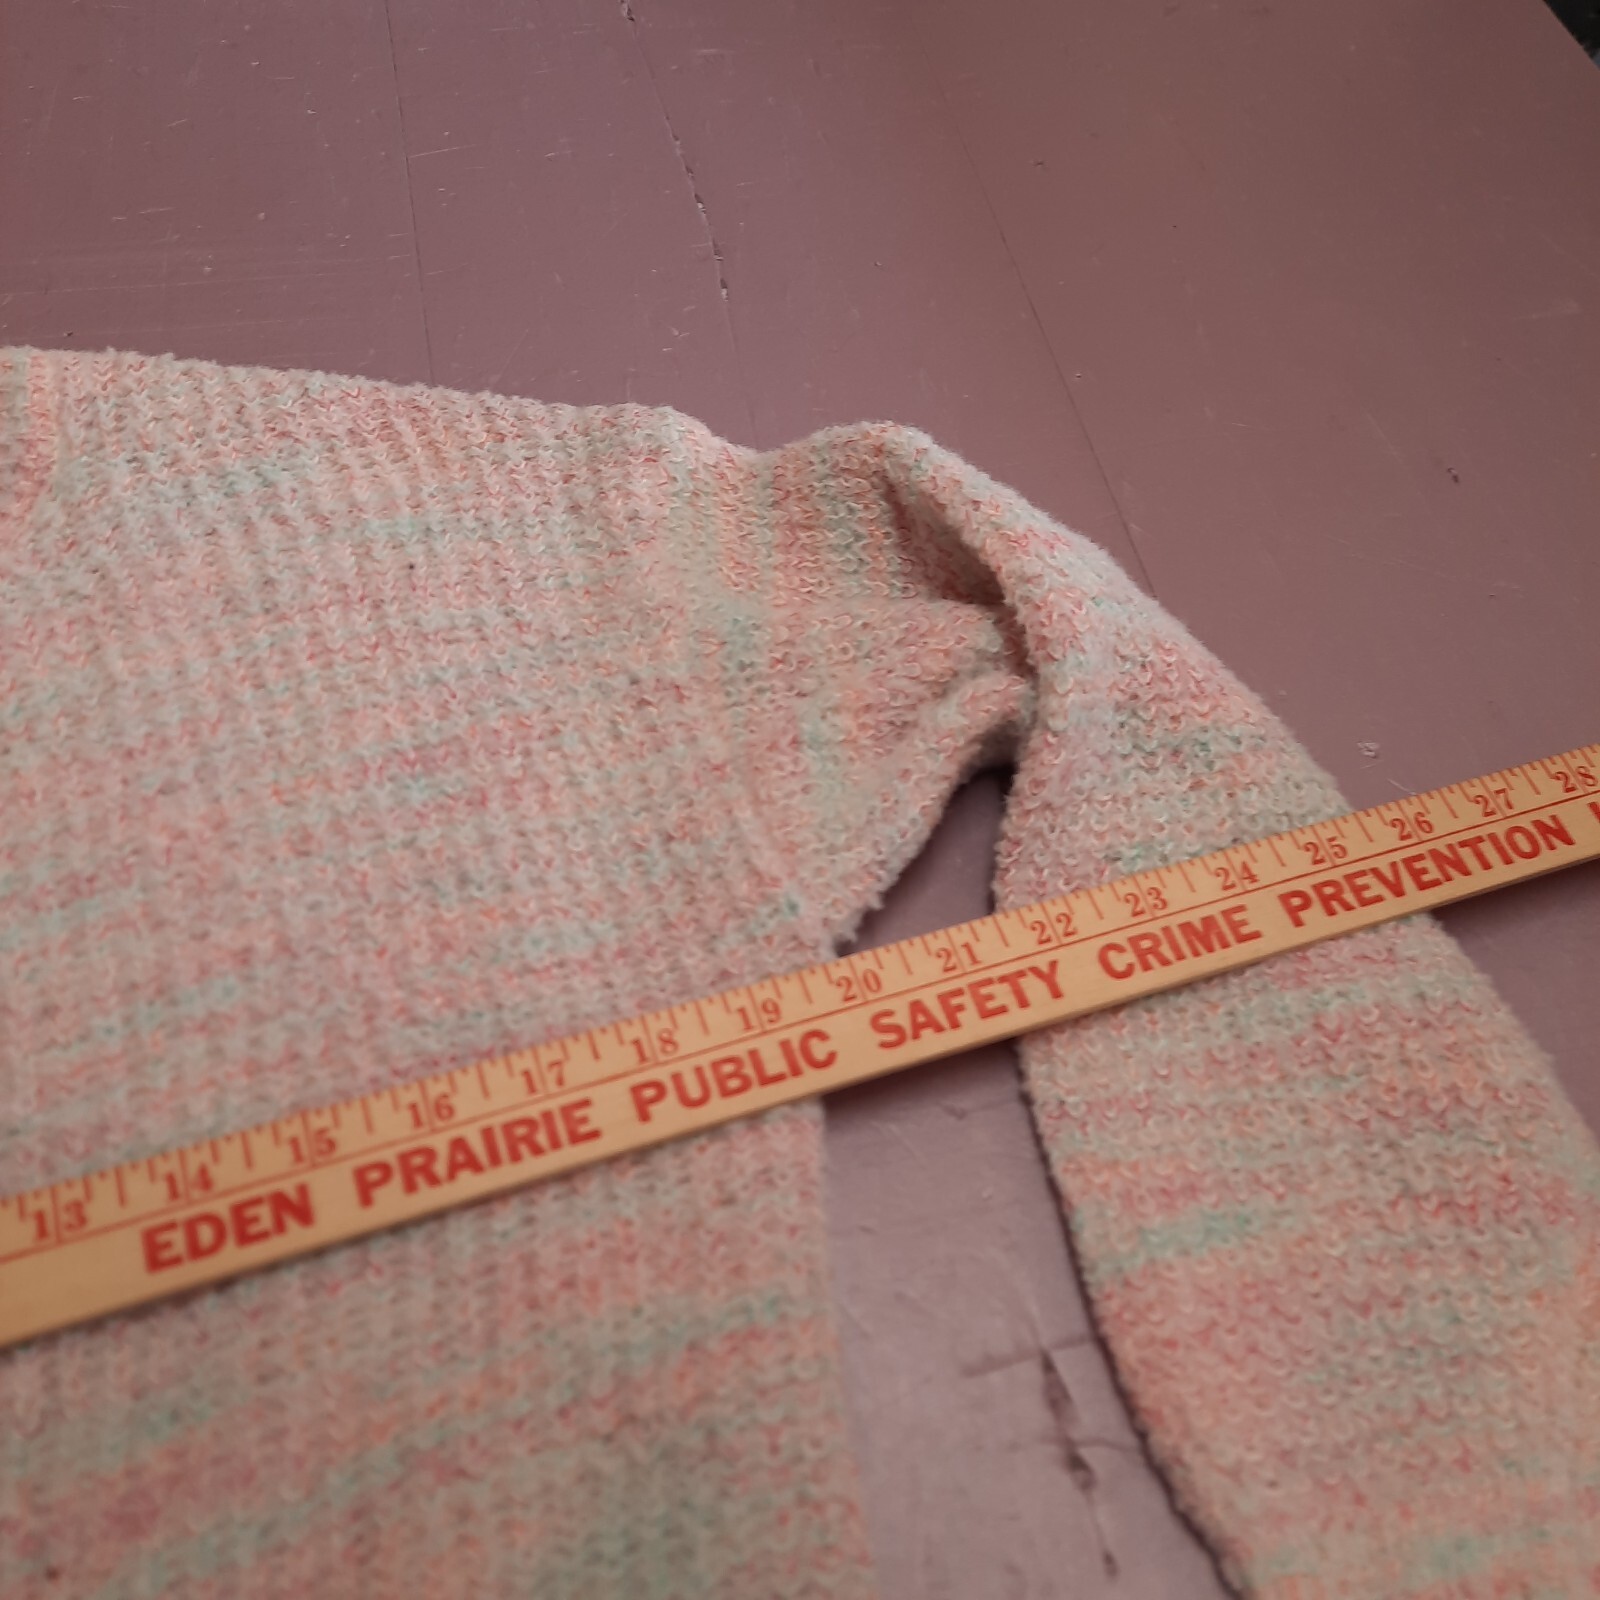 13 14 15 16 17 18 19 20 21 22 23 24 25 26 27 28
EDEN PRAIRIE PUBLIC SAFETY CRIME PREVENTION